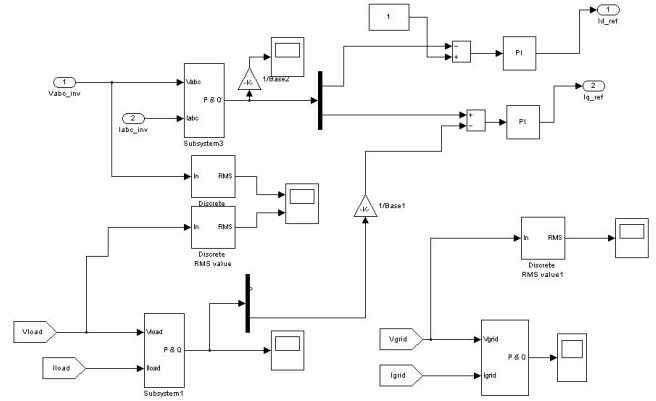 1
Id_ref
1
PI
-K-
1/Base2
1
Vabc_inv
Vabc
P & Q
Iabc
2
Iabc_inv
Subsystem3
PI
2
Iq_ref
In RMS
Discrete
In RMS
Discrete
RMS value
-K-
1/Base1
In RMS
Discrete
RMS value1
Vload
Vload
P & Q
Iload
Iload
Subsystem1
Vgrid
Vgrid
P & Q
Igrid
Igrid